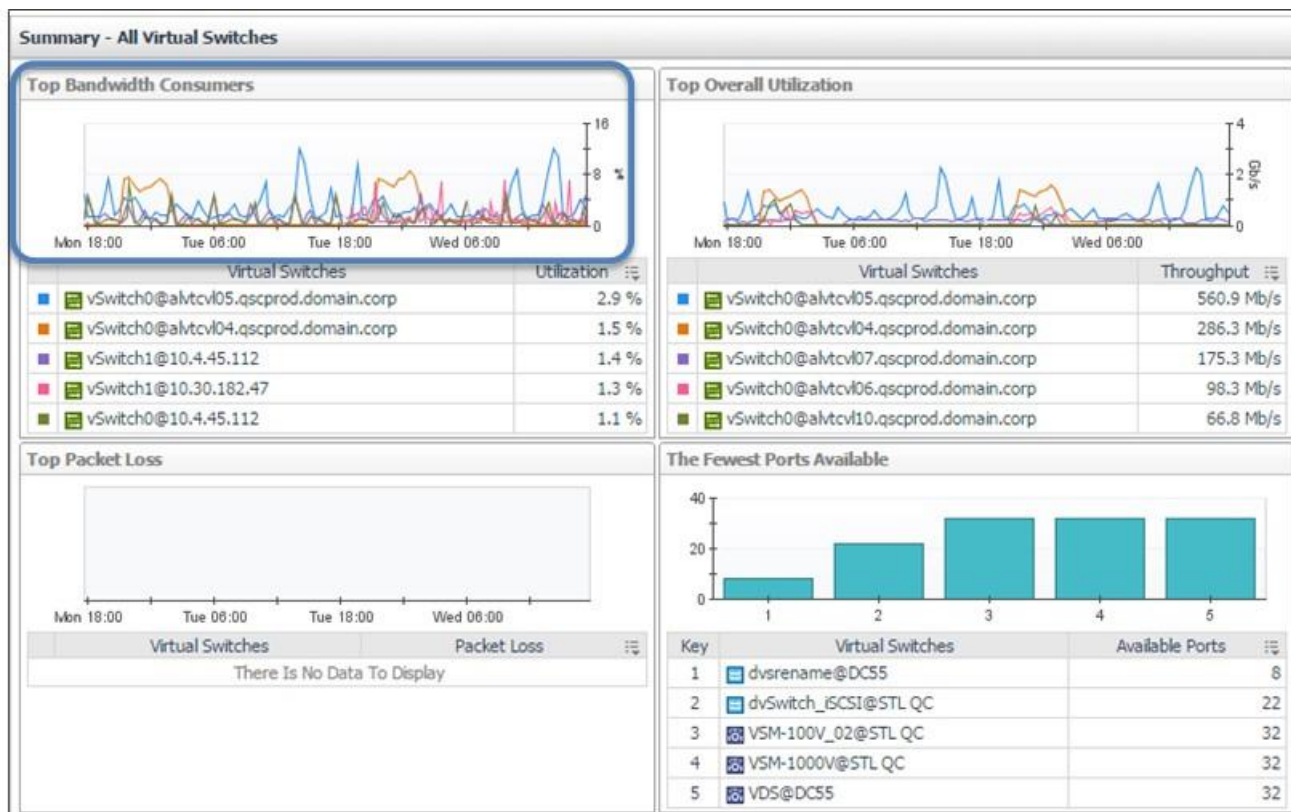 Summary - All Virtual Switches
Top Bandwidth Consumers
16
8
%
0
Mon 18:00 Tue 06:00 Tue 18:00 Wed 06:00
Virtual Switches Utilization
vSwitch0@alvtcvl05.qscprod.domain.corp 2.9 %
vSwitch0@alvtcvl04.qscprod.domain.corp 1.5 %
vSwitch1@10.4.45.112 1.4 %
vSwitch1@10.30.182.47 1.3 %
vSwitch0@10.4.45.112 1.1 %
Top Overall Utilization
4
2
Gb/s
0
Mon 18:00 Tue 06:00 Tue 18:00 Wed 06:00
Virtual Switches Throughput
vSwitch0@alvtcvl05.qscprod.domain.corp 560.9 Mb/s
vSwitch0@alvtcvl04.qscprod.domain.corp 286.3 Mb/s
vSwitch0@alvtcvl07.qscprod.domain.corp 175.3 Mb/s
vSwitch0@alvtcvl06.qscprod.domain.corp 98.3 Mb/s
vSwitch0@alvtcvl10.qscprod.domain.corp 66.8 Mb/s
Top Packet Loss
Mon 18:00 Tue 06:00 Tue 18:00 Wed 06:00
Virtual Switches Packet Loss
There Is No Data To Display
The Fewest Ports Available
40
20
0
1 2 3 4 5
Key Virtual Switches Available Ports
1 dvsrename@DC55 8
2 dvSwitch_iSCSI@STL QC 22
3 VSM-100V_02@STL QC 32
4 VSM-1000V@STL QC 32
5 VDS@DC55 32